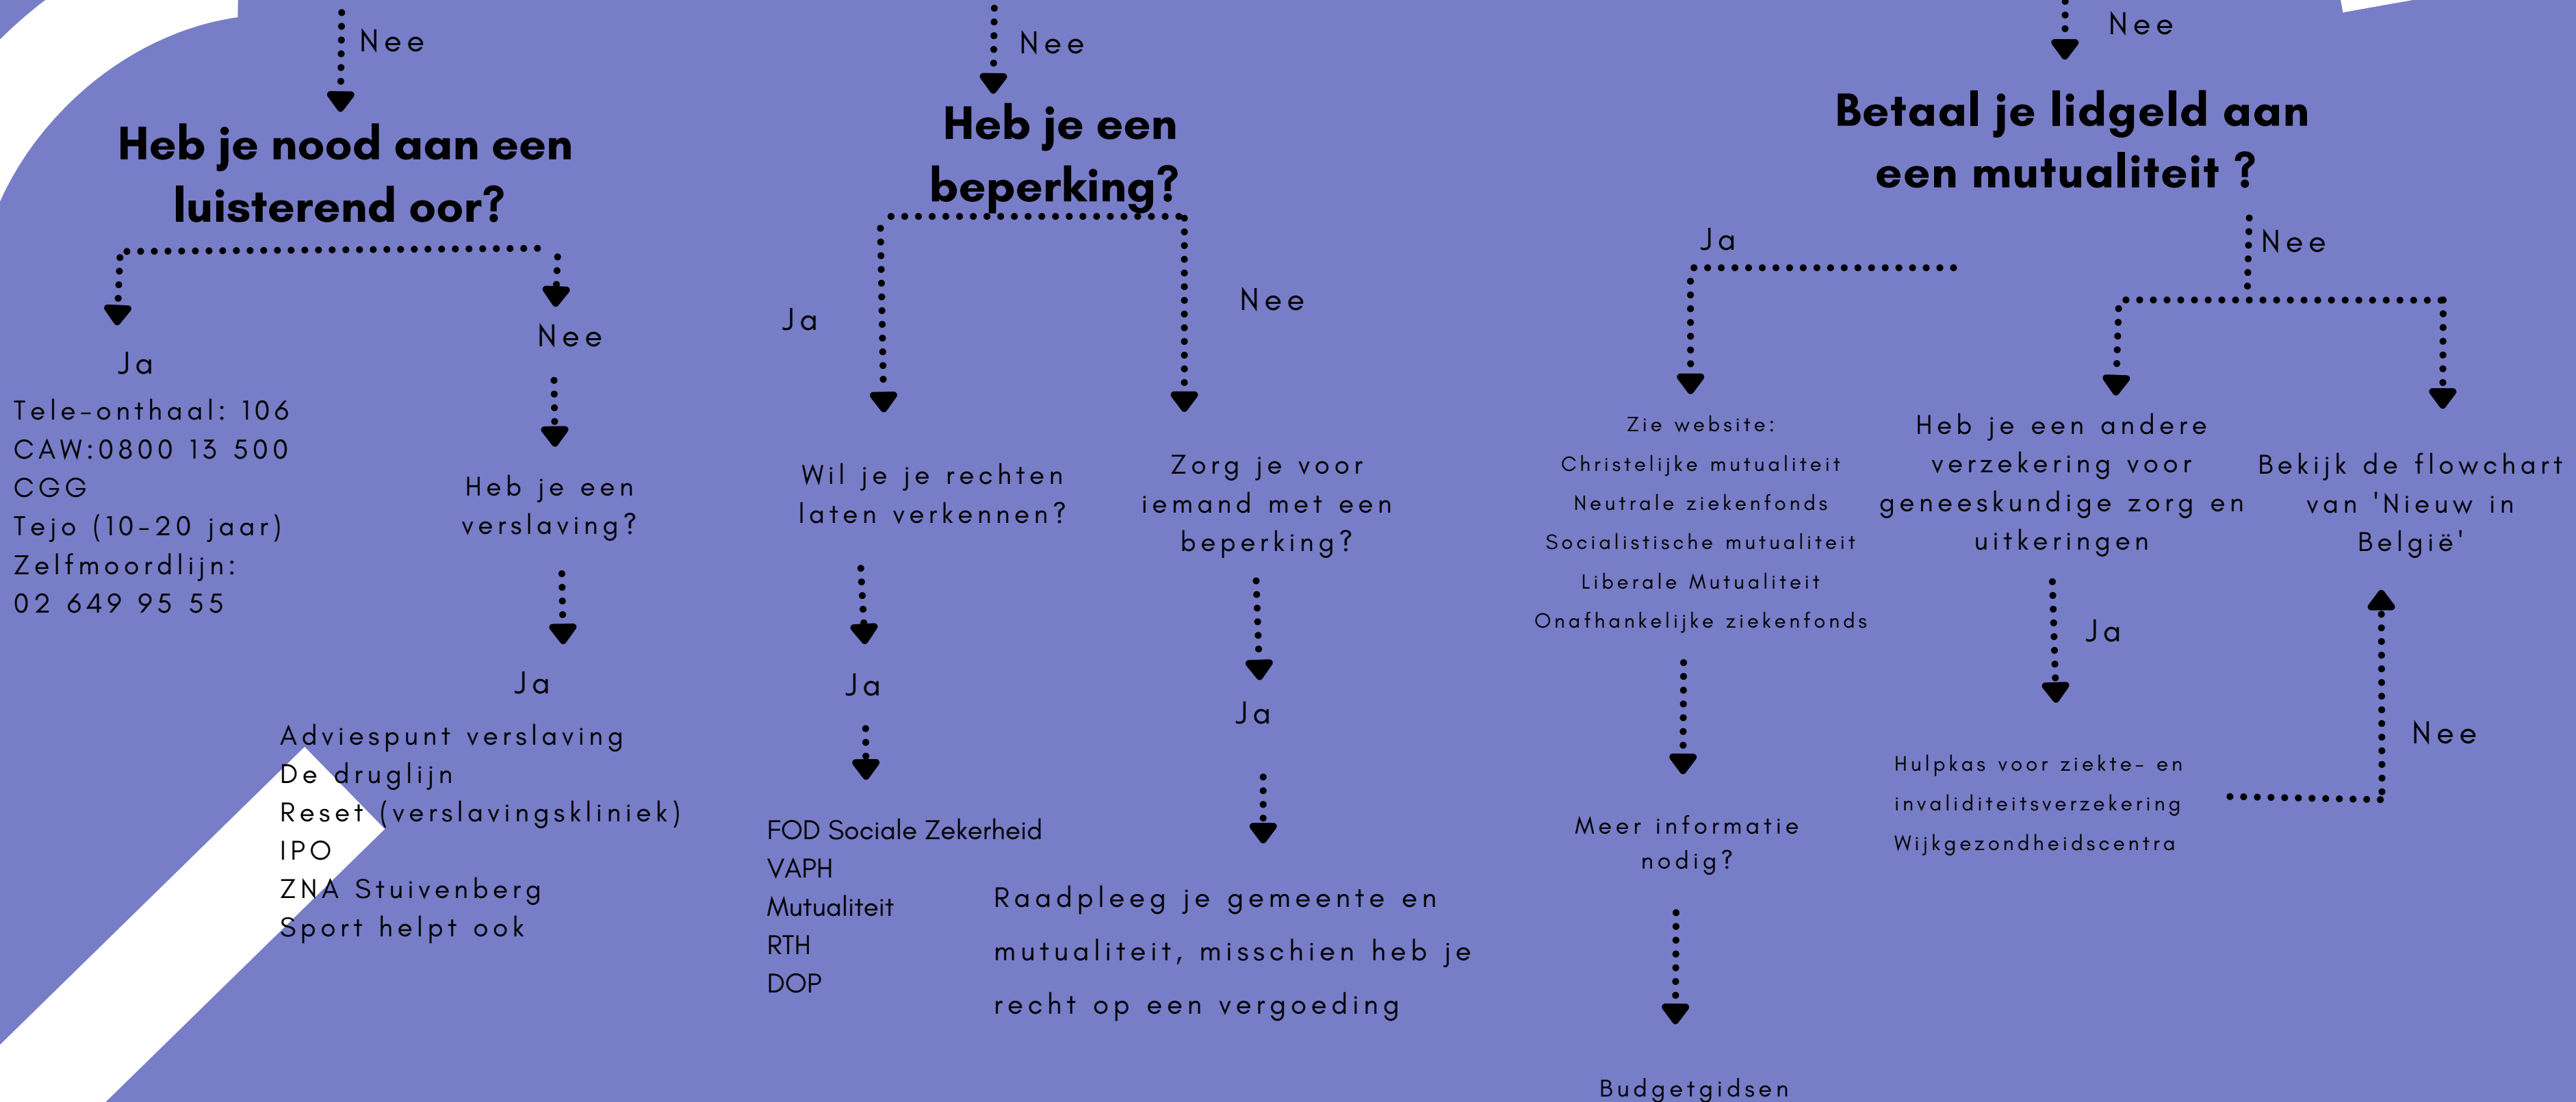 Nee
Heb je nood aan een
luisterend oor?
Ja
Nee
Tele-onthaal: 106
CAW:0800 13 500
CGG
Tejo (10-20 jaar)
Zelfmoordlijn:
02 649 95 55
Heb je een
verslaving?
Ja
Adviespunt verslaving
De druglijn
Reset (verslavingskliniek)
IPO
ZNA Stuivenberg
Sport helpt ook
Nee
Heb je een
beperking?
Ja
Nee
Wil je je rechten
laten verkennen?
Ja
FOD Sociale Zekerheid
VAPH
Mutualiteit
RTH
DOP
Zorg je voor
iemand met een
beperking?
Ja
Raadpleeg je gemeente en
mutualiteit, misschien heb je
recht op een vergoeding
Nee
Betaal je lidgeld aan
een mutualiteit ?
Ja
Nee
Zie website:
Christelijke mutualiteit
Neutrale ziekenfonds
Socialistische mutualiteit
Liberale Mutualiteit
Onafhankelijke ziekenfonds
Meer informatie
nodig?
Budgetgidsen
Heb je een andere
verzekering voor
geneeskundige zorg en
uitkeringen
Ja
Hulpkas voor ziekte- en
invaliditeitsverzekering
Wijkgezondheidscentra
Nee
Bekijk de flowchart
van 'Nieuw in
België'